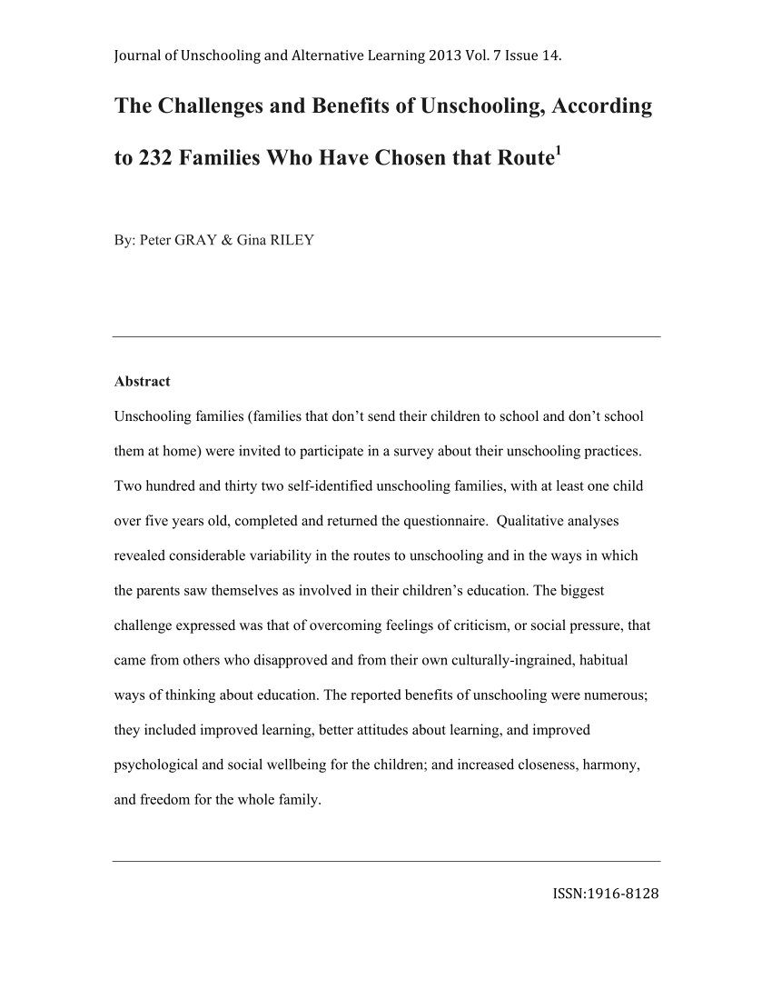 Journal of Unschooling and Alternative Learning 2013 Vol. 7 Issue 14.
The Challenges and Benefits of Unschooling, According
to 232 Families Who Have Chosen that Route1
By: Peter GRAY & Gina RILEY
Abstract
Unschooling families (families that don’t send their children to school and don’t school
them at home) were invited to participate in a survey about their unschooling practices.
Two hundred and thirty two self-identified unschooling families, with at least one child
over five years old, completed and returned the questionnaire.  Qualitative analyses
revealed considerable variability in the routes to unschooling and in the ways in which
the parents saw themselves as involved in their children’s education. The biggest
challenge expressed was that of overcoming feelings of criticism, or social pressure, that
came from others who disapproved and from their own culturally-ingrained, habitual
ways of thinking about education. The reported benefits of unschooling were numerous;
they included improved learning, better attitudes about learning, and improved
psychological and social wellbeing for the children; and increased closeness, harmony,
and freedom for the whole family.
ISSN:1916-8128